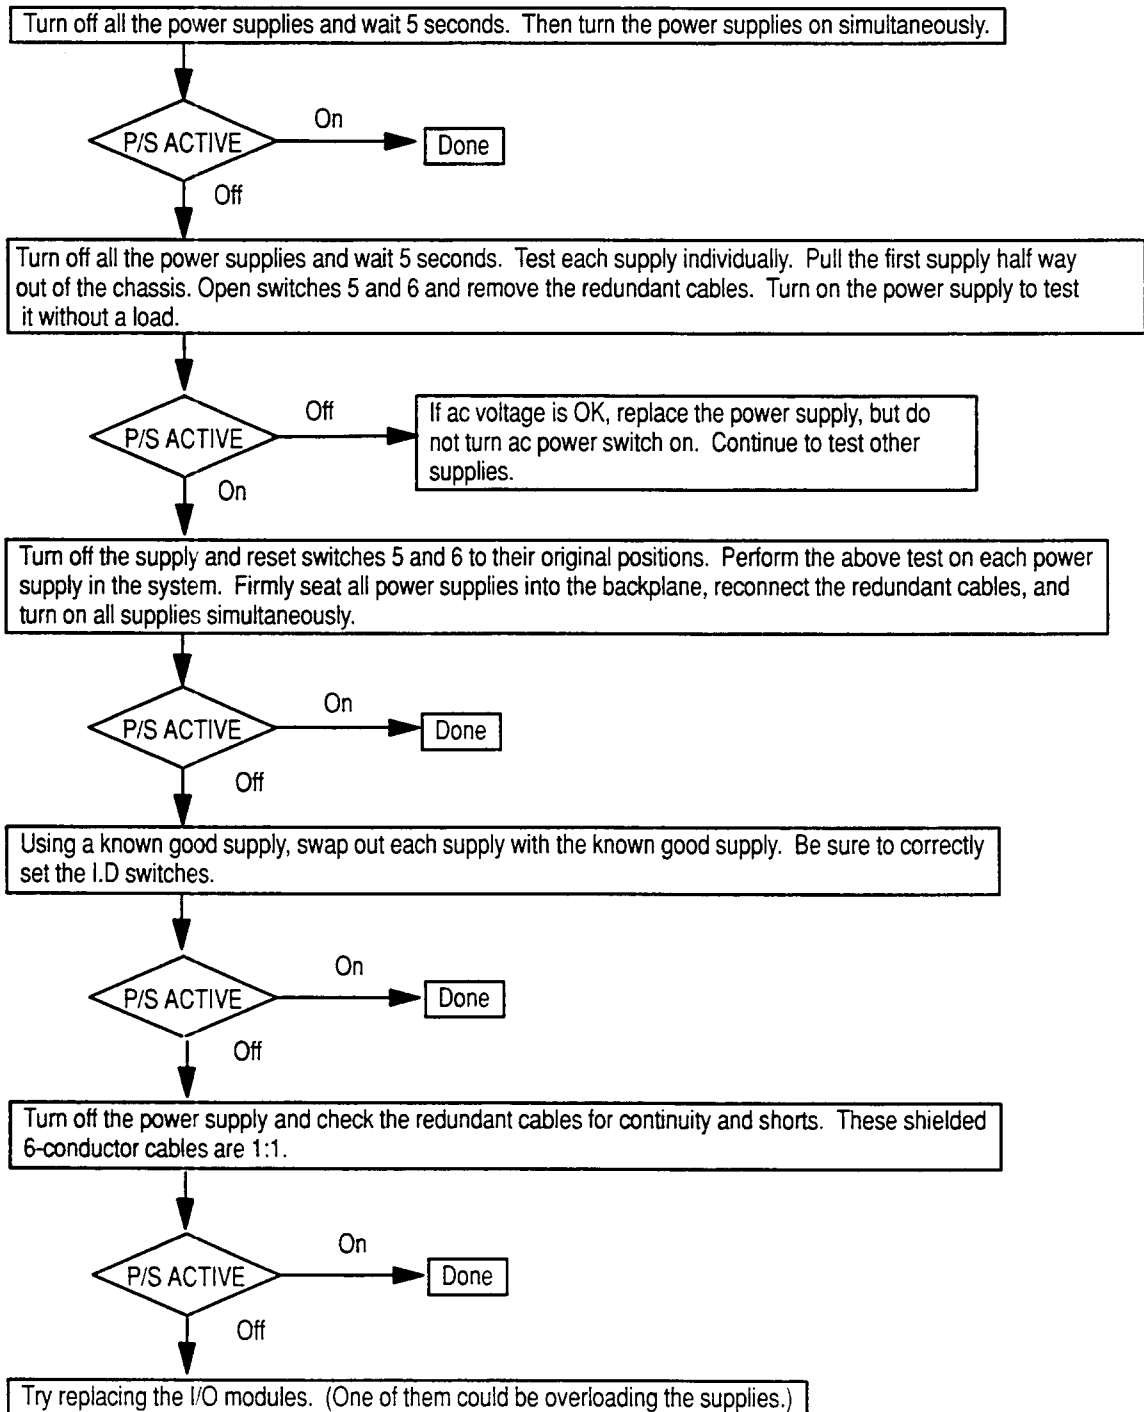 Turn off all the power supplies and wait 5 seconds. Then turn the power supplies on simultaneously.
P/S ACTIVE
On
Done
Off
Turn off all the power supplies and wait 5 seconds. Test each supply individually. Pull the first supply half way
out of the chassis. Open switches 5 and 6 and remove the redundant cables. Turn on the power supply to test
it without a load.
P/S ACTIVE
Off
If ac voltage is OK, replace the power supply, but do
not turn ac power switch on. Continue to test other
supplies.
On
Turn off the supply and reset switches 5 and 6 to their original positions. Perform the above test on each power
supply in the system. Firmly seat all power supplies into the backplane, reconnect the redundant cables, and
turn on all supplies simultaneously.
P/S ACTIVE
On
Done
Off
Using a known good supply, swap out each supply with the known good supply. Be sure to correctly
set the I.D switches.
P/S ACTIVE
On
Done
Off
Turn off the power supply and check the redundant cables for continuity and shorts. These shielded
6-conductor cables are 1:1.
P/S ACTIVE
On
Done
Off
Try replacing the I/O modules. (One of them could be overloading the supplies.)